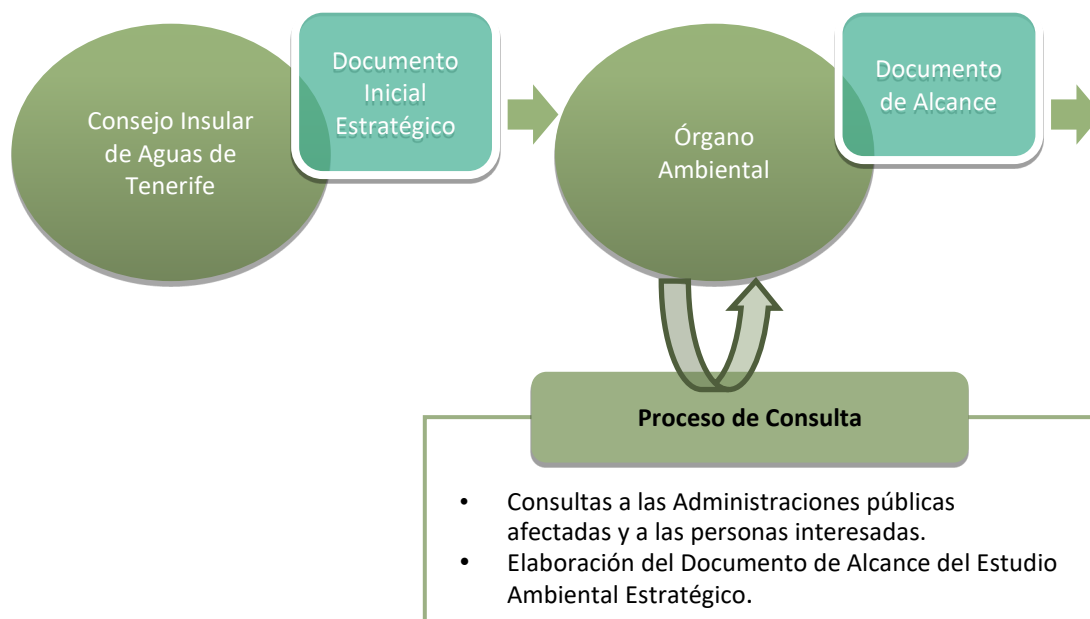 Consejo Insular
de Aguas de
Tenerife
Documento
Inicial
Estratégico
Órgano
Ambiental
Documento
de Alcance
Proceso de Consulta
• Consultas a las Administraciones públicas
afectadas y a las personas interesadas.
• Elaboración del Documento de Alcance del Estudio
Ambiental Estratégico.